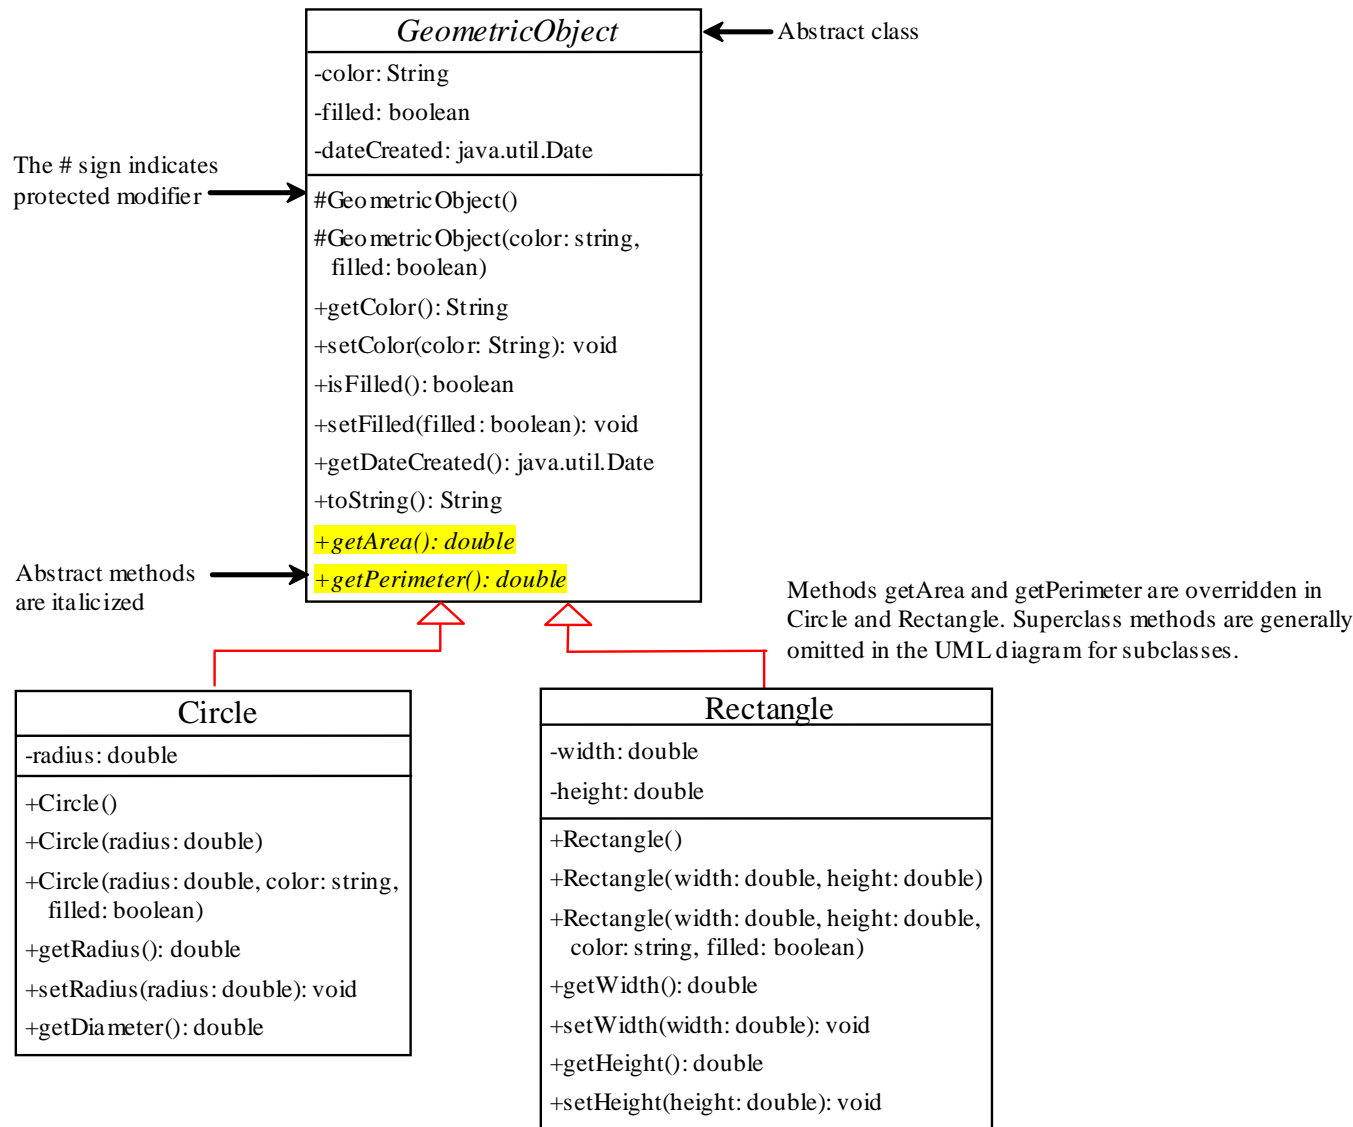 GeometricObject
Abstract class
-color: String
-filled: boolean
-dateCreated: java.util.Date
The # sign indicates
protected modifier
#GeometricObject()
#GeometricObject(color: string,
filled: boolean)
+getColor(): String
+setColor(color: String): void
+isFilled(): boolean
+setFilled(filled: boolean): void
+getDateCreated(): java.util.Date
+toString(): String
+getArea(): double
+getPerimeter(): double
Abstract methods
are italicized
Methods getArea and getPerimeter are overridden in
Circle and Rectangle. Superclass methods are generally
omitted in the UML diagram for subclasses.
Circle
-radius: double
+Circle()
+Circle(radius: double)
+Circle(radius: double, color: string,
filled: boolean)
+getRadius(): double
+setRadius(radius: double): void
+getDiameter(): double
Rectangle
-width: double
-height: double
+Rectangle()
+Rectangle(width: double, height: double)
+Rectangle(width: double, height: double,
color: string, filled: boolean)
+getWidth(): double
+setWidth(width: double): void
+getHeight(): double
+setHeight(height: double): void